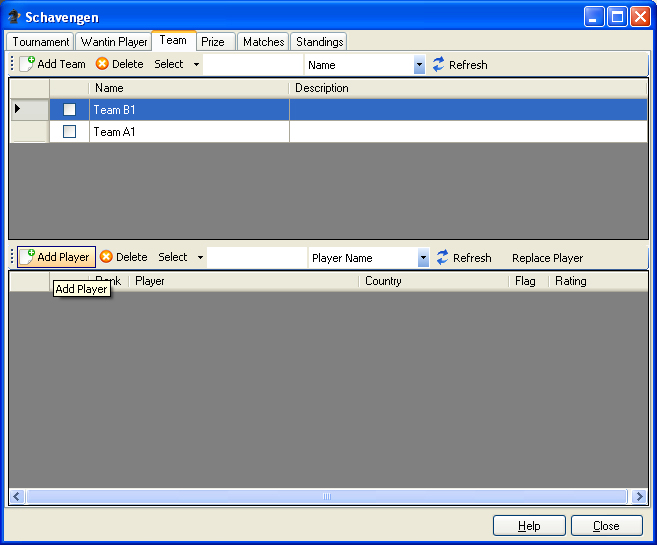 Schavengen
Tournament Wantin Player Team Prize Matches Standings
Add Team Delete Select Name Refresh
Name Description
Team B1
Team A1
Add Player Delete Select Player Name Refresh Replace Player
Rank Player Country Flag Rating
Add Player
Help Close